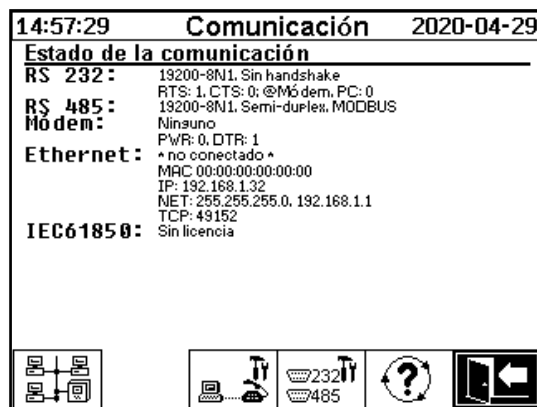 14:57:29 Comunicación 2020-04-29
Estado de la comunicación
RS 232: 19200-8N1, Sin handshake
RTS: 1, CTS: 0; @Módem, PC: 0
RS 485: 19200-8N1, Semi-duplex, MODBUS
Módem: Ninguno
PWR: 0, DTR: 1
Ethernet: * no conectado *
MAC 00:00:00:00:00:00
IP: 192.168.1.32
NET: 255.255.255.0, 192.168.1.1
TCP: 49152
IEC61850: Sin licencia
232
485
?